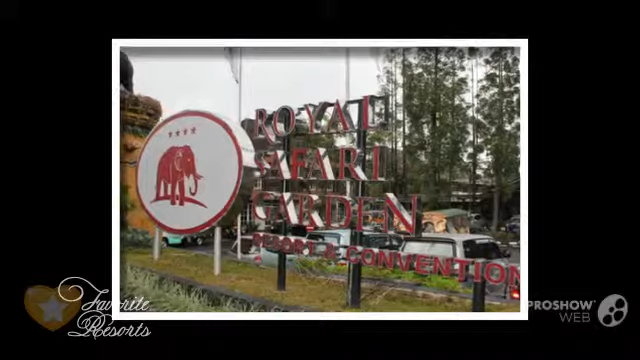 ROYAL
SAFARI
GARDEN
RESORT & CONVENTION
Favorite
Resorts
PROSHOW
WEB